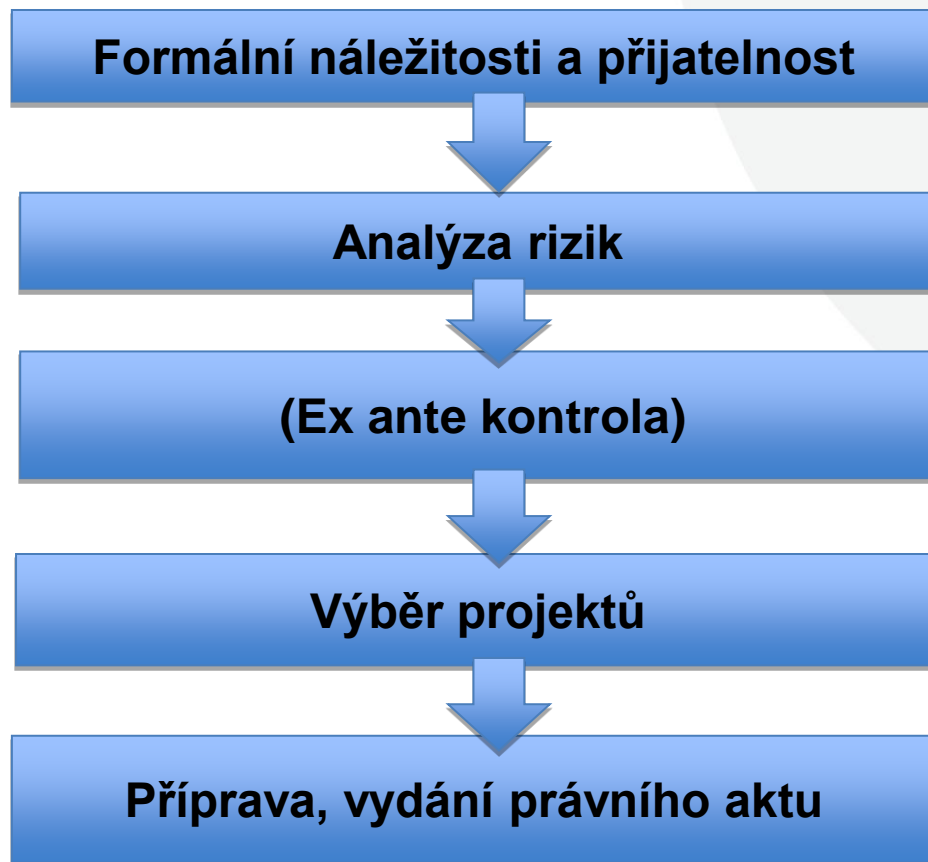 Formální náležitosti a přijatelnost
Analýza rizik
(Ex ante kontrola)
Výběr projektů
Příprava, vydání právního aktu